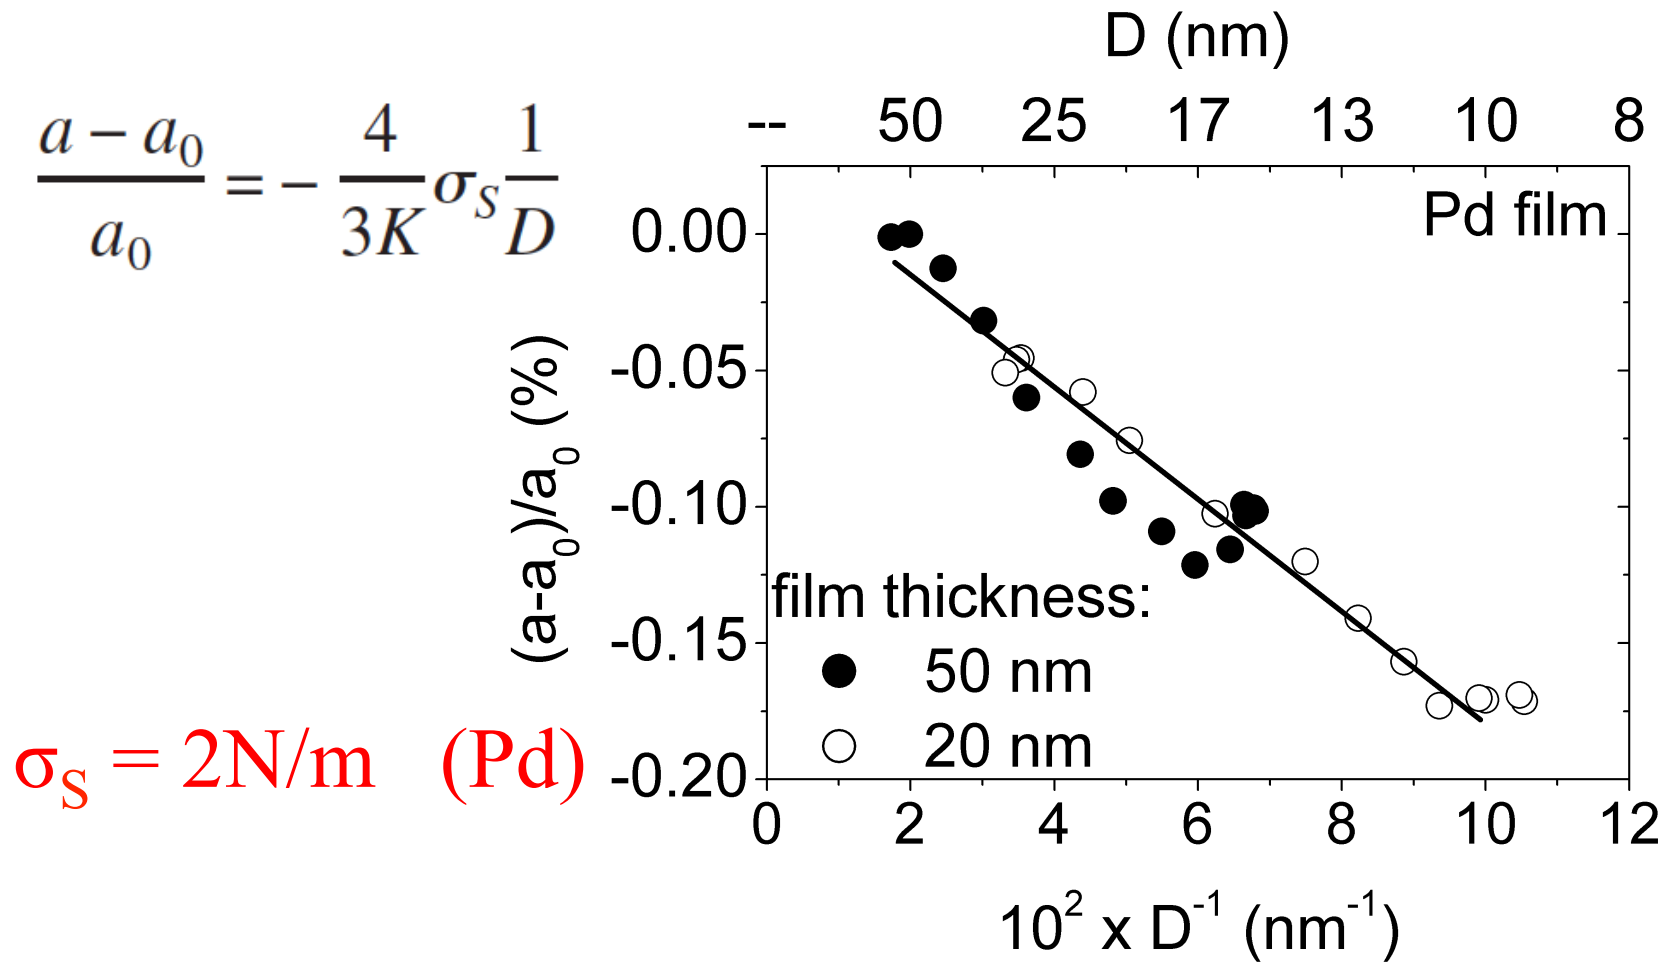 D (nm)
-- 50 25 17 13 10 8
a − a₀ / a₀ = − 4 / 3K σ_S 1 / D
Pd film
0.00
-0.05
-0.10
-0.15
-0.20
(a-a₀)/a₀ (%)
film thickness:
50 nm
20 nm
σ_S = 2N/m (Pd)
0 2 4 6 8 10 12
10² x D⁻¹ (nm⁻¹)